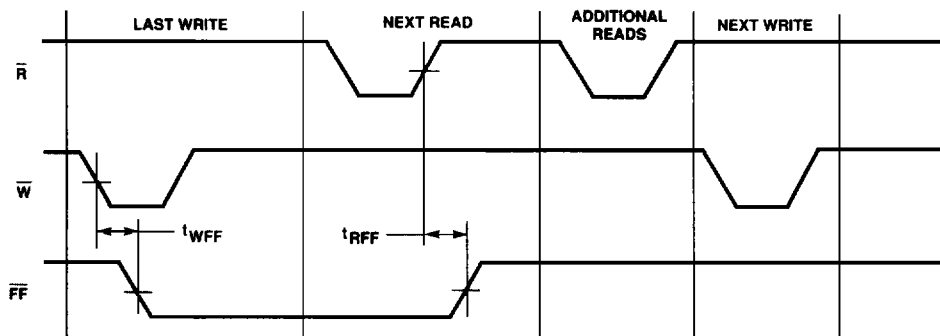 LAST WRITE
NEXT READ
ADDITIONAL
READS
NEXT WRITE
R̅
W̅
tWFF
tRFF
F̅F̅